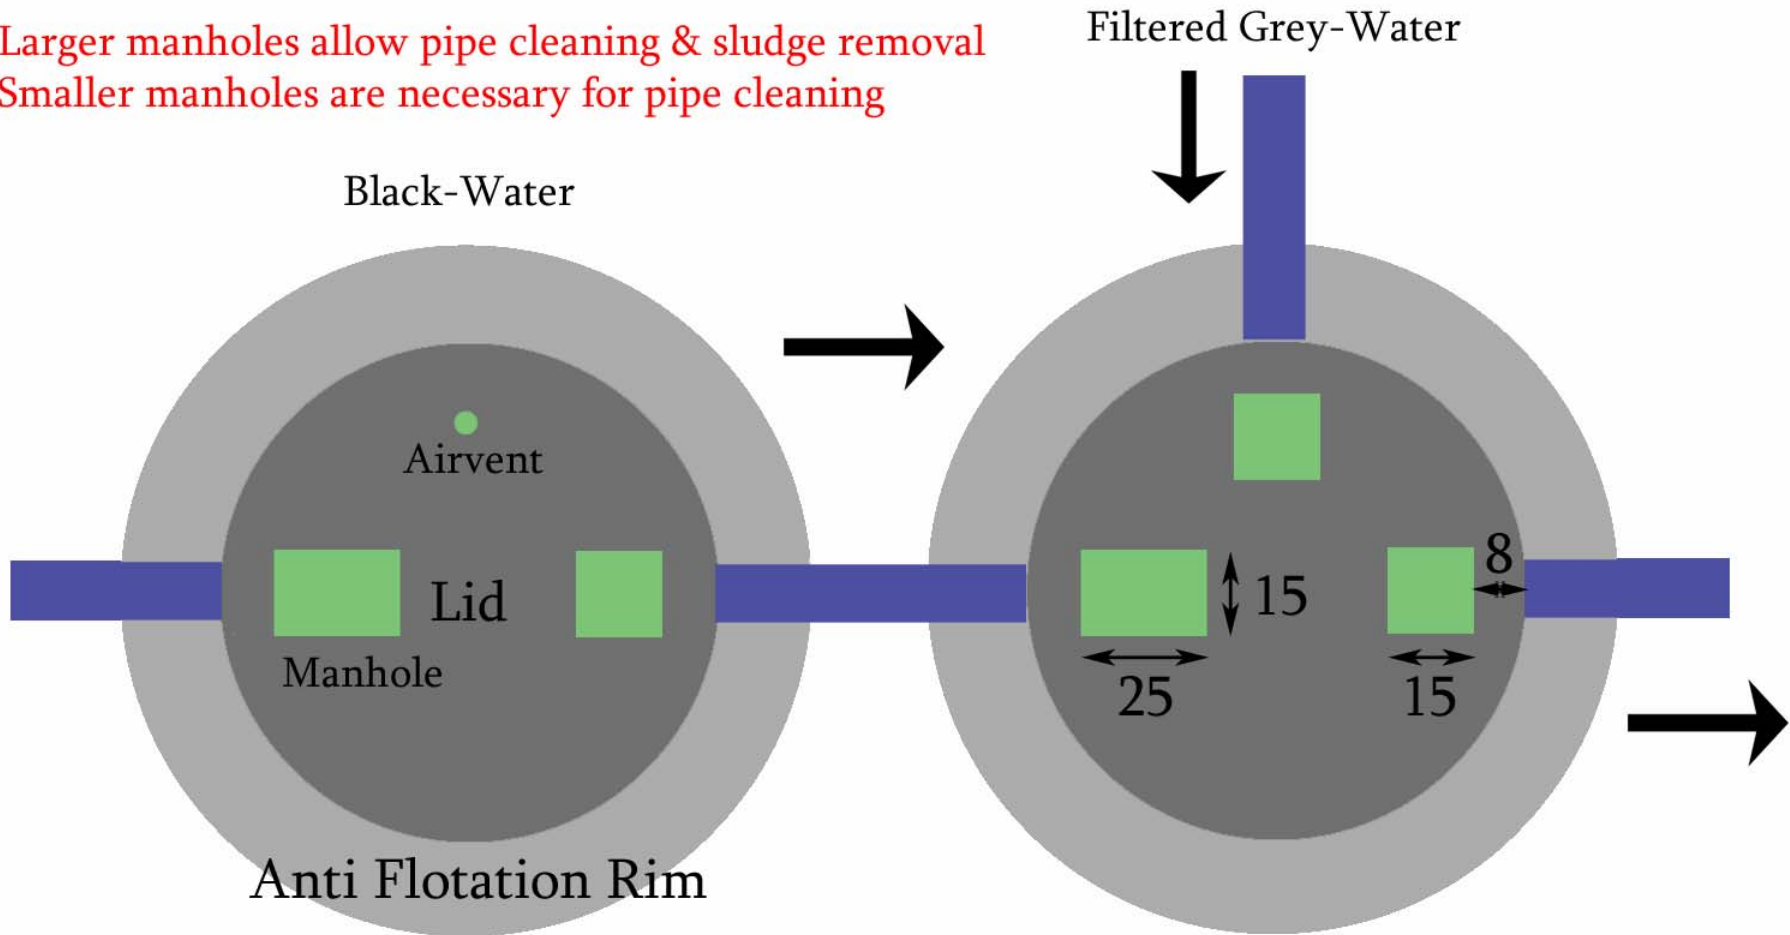 Larger manholes allow pipe cleaning & sludge removal
Smaller manholes are necessary for pipe cleaning
Filtered Grey-Water
Black-Water
Airvent
Lid
Manhole
8
15
25
15
Anti Flotation Rim